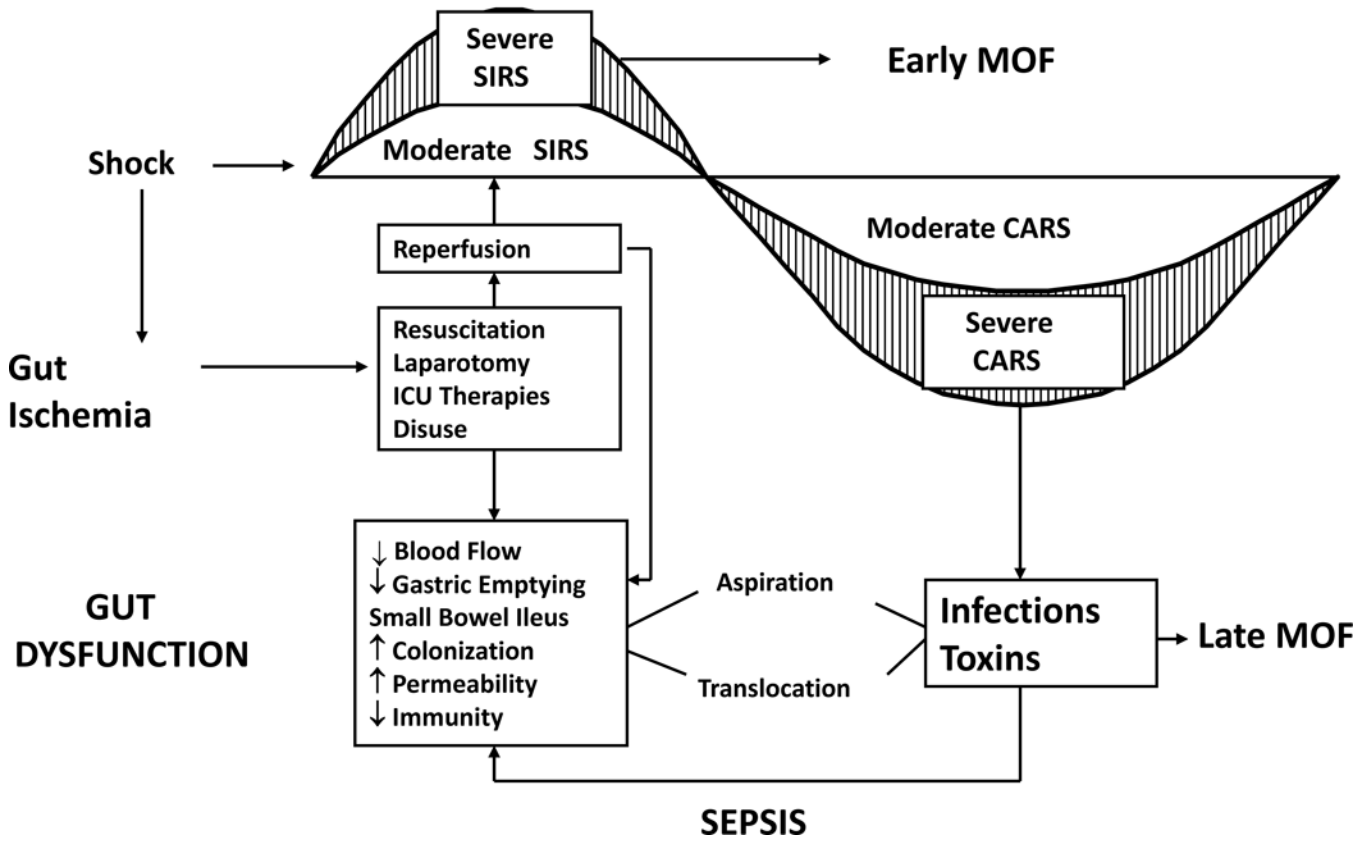 Severe
SIRS
Early MOF
Moderate SIRS
Shock
Moderate CARS
Reperfusion
Severe
CARS
Resuscitation
Laparotomy
ICU Therapies
Disuse
Gut
Ischemia
↓ Blood Flow
↓ Gastric Emptying
Small Bowel Ileus
↑ Colonization
↑ Permeability
↓ Immunity
GUT
DYSFUNCTION
Aspiration
Translocation
Infections
Toxins
Late MOF
SEPSIS